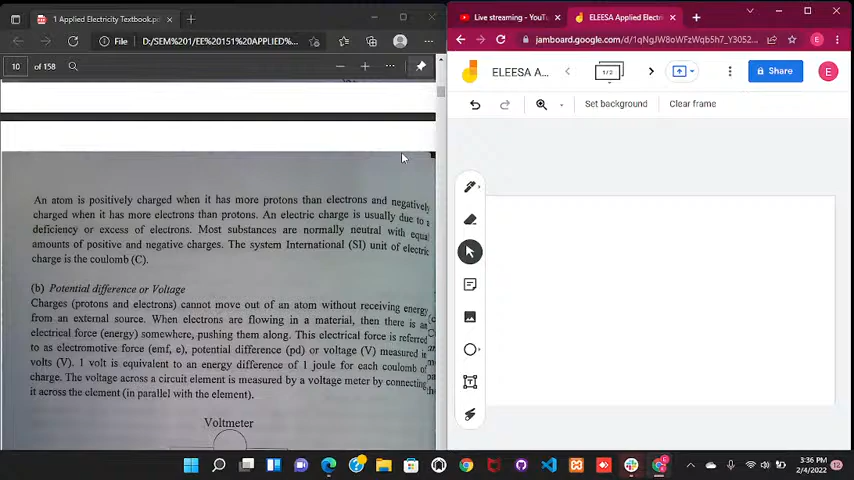 1 Applied Electricity Textbook.pd
File
D:/SEM%201/EE%20151%20APPLIED%...
10 of 158
An atom is positively charged when it has more protons than electrons and negatively
charged when it has more electrons than protons. An electric charge is usually due to a
deficiency or excess of electrons. Most substances are normally neutral with equal
amounts of positive and negative charges. The system International (SI) unit of electric
charge is the coulomb (C).
(b) Potential difference or Voltage
Charges (protons and electrons) cannot move out of an atom without receiving energy
from an external source. When electrons are flowing in a material, then there is an
electrical force (energy) somewhere, pushing them along. This electrical force is referred
to as electromotive force (emf, e), potential difference (pd) or voltage (V) measured in
volts (V). 1 volt is equivalent to an energy difference of 1 joule for each coulomb of
charge. The voltage across a circuit element is measured by a voltage meter by connecting
it across the element (in parallel with the element).
Voltmeter
Live streaming - YouT
ELEESA Applied Electri
jamboard.google.com/d/1qNgJW8oWFzWqb5h7_Y3052...
E
ELEESA A...
1/2
Share
E
Set background
Clear frame
3:36 PM
2/4/2022